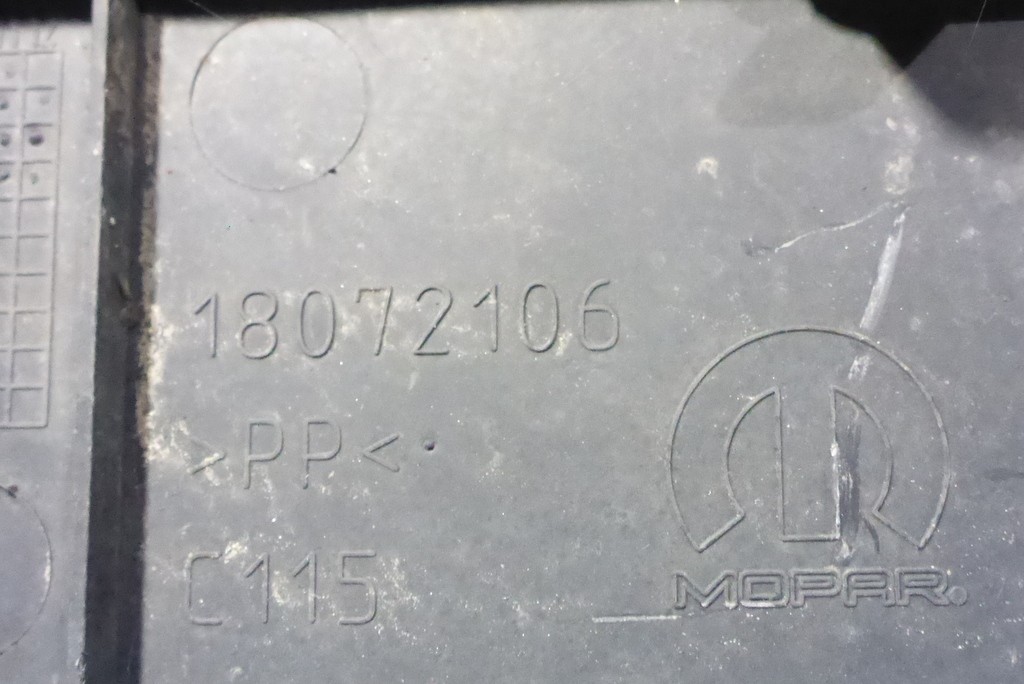 18072106
>PP<
C115
MOPAR.